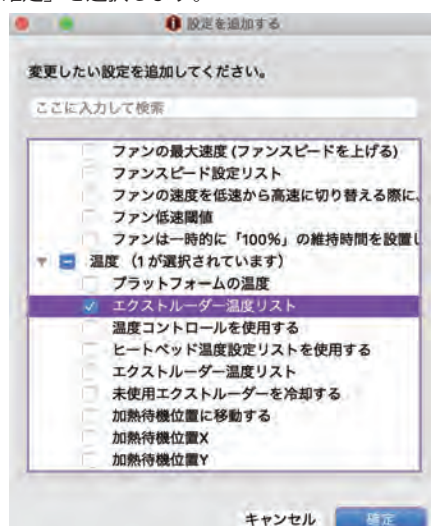 設定を追加する
変更したい設定を追加してください。
ここに入力して検索
ファンの最大速度 (ファンスピードを上げる)
ファンスピード設定リスト
ファンの速度を低速から高速に切り替える際に、
ファン低速閾値
ファンは一時的に「100%」の維持時間を設置し
温度 (1 が選択されています)
プラットフォームの温度
エクストルーダー温度リスト
温度コントロールを使用する
ヒートベッド温度設定リストを使用する
エクストルーダー温度リスト
未使用エクストルーダーを冷却する
加熱待機位置に移動する
加熱待機位置X
加熱待機位置Y
キャンセル 確定